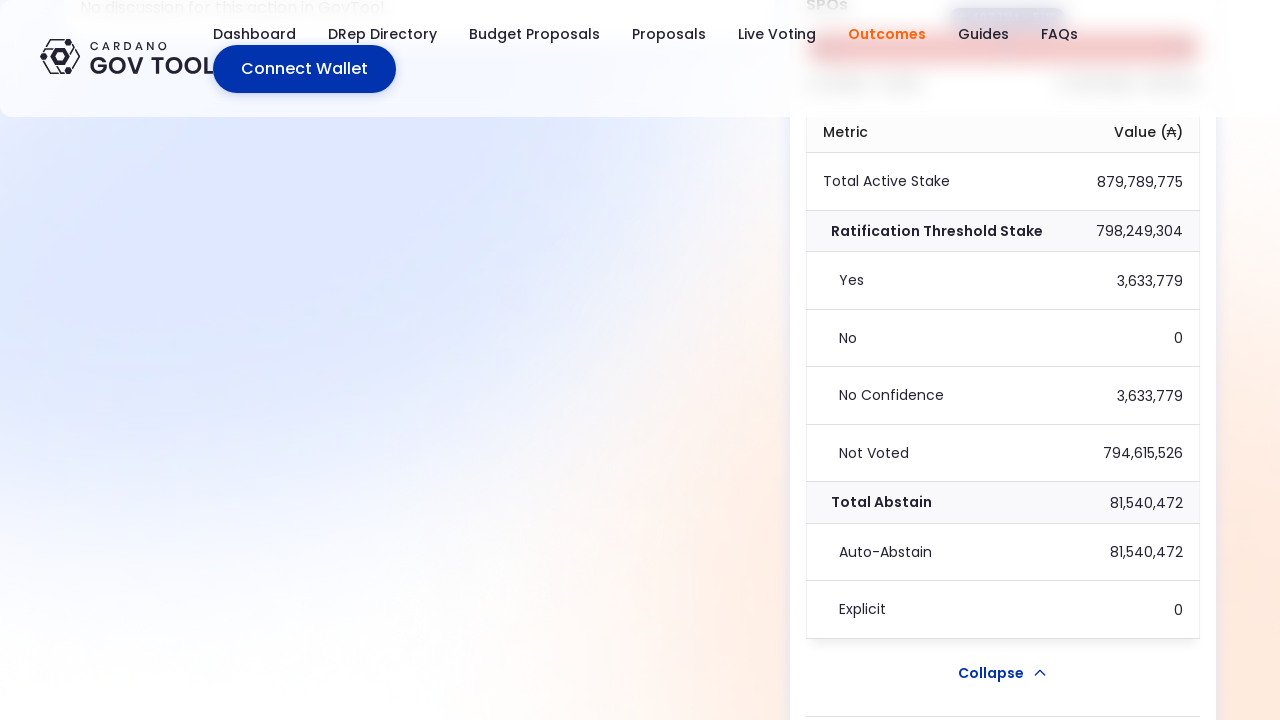 No discussion for this action in GovTool
SPOs
CARDANO
GOV TOOL
Dashboard
DRep Directory
Budget Proposals
Proposals
Live Voting
Outcomes
Guides
FAQs
Connect Wallet
Metric
Value (₳)
Total Active Stake
879,789,775
Ratification Threshold Stake
798,249,304
Yes
3,633,779
No
0
No Confidence
3,633,779
Not Voted
794,615,526
Total Abstain
81,540,472
Auto-Abstain
81,540,472
Explicit
0
Collapse